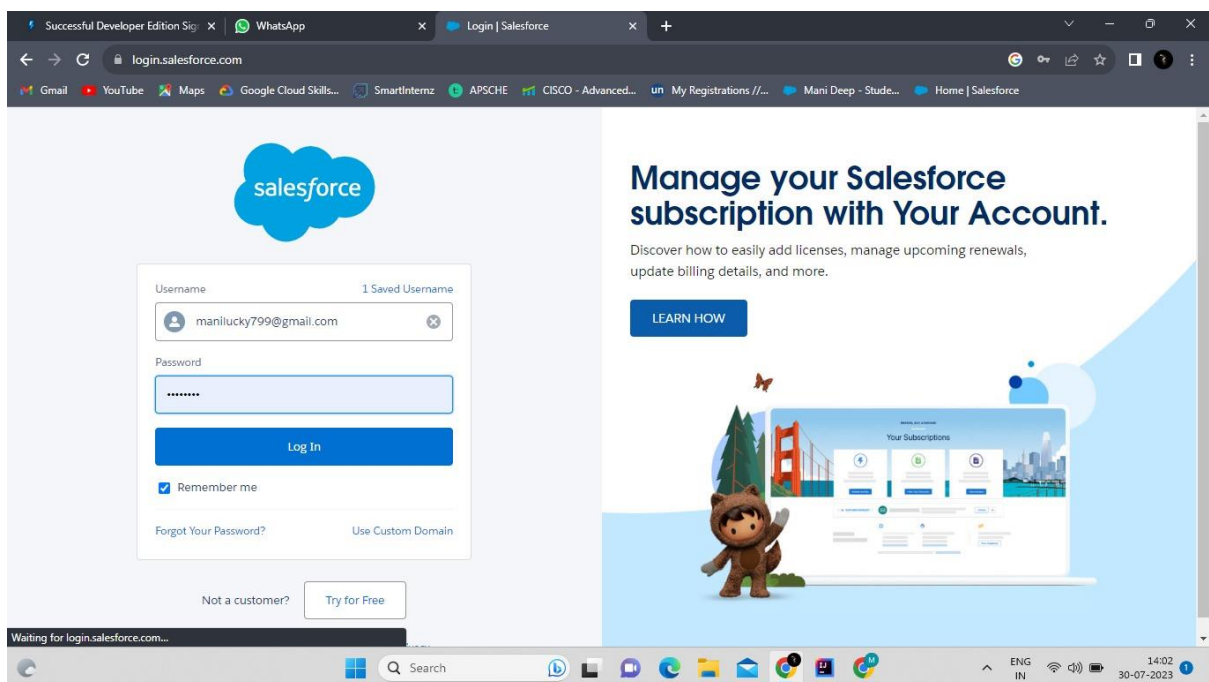 Successful Developer Edition Sig
WhatsApp
Login | Salesforce
login.salesforce.com
Gmail YouTube Maps Google Cloud Skills... SmartInternz APSCHE CISCO - Advanced... un My Registrations //... Mani Deep - Stude... Home | Salesforce
salesforce
Username 1 Saved Username
manilucky799@gmail.com
Password
••••••••
Log In
Remember me
Forgot Your Password? Use Custom Domain
Not a customer? Try for Free
Manage your Salesforce
subscription with Your Account.
Discover how to easily add licenses, manage upcoming renewals,
update billing details, and more.
LEARN HOW
Your Subscriptions
Waiting for login.salesforce.com...
Search
ENG
IN
14:02
30-07-2023
1